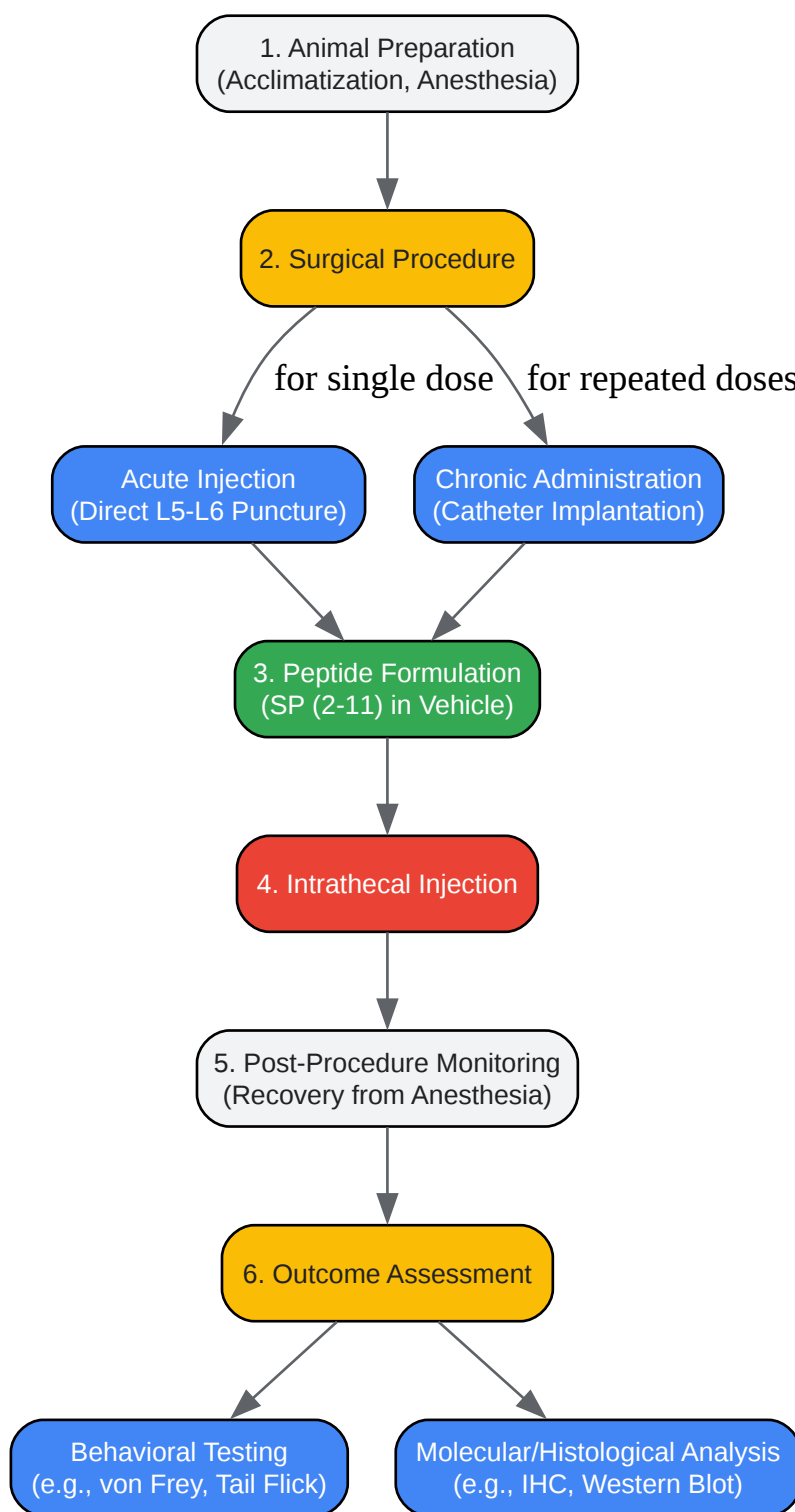 1. Animal Preparation
(Acclimatization, Anesthesia)
2. Surgical Procedure
for single dose
for repeated doses
Acute Injection
(Direct L5-L6 Puncture)
Chronic Administration
(Catheter Implantation)
3. Peptide Formulation
(SP (2-11) in Vehicle)
4. Intrathecal Injection
5. Post-Procedure Monitoring
(Recovery from Anesthesia)
6. Outcome Assessment
Behavioral Testing
(e.g., von Frey, Tail Flick)
Molecular/Histological Analysis
(e.g., IHC, Western Blot)